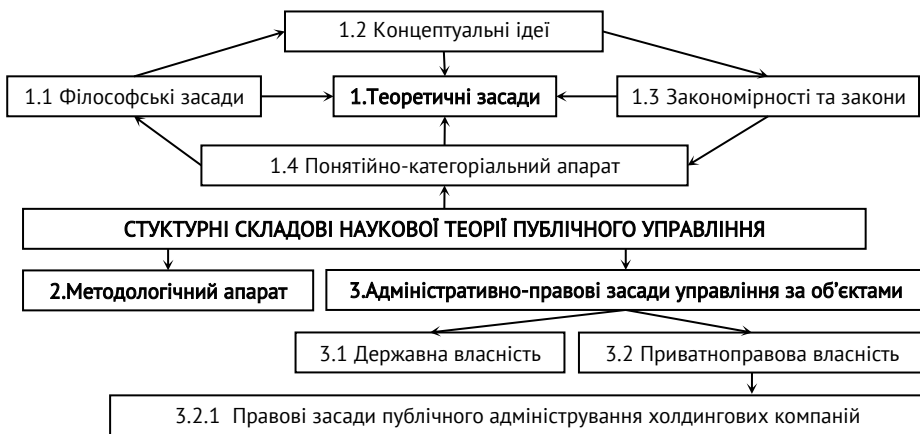 1.2 Концептуальні ідеї
1.1 Філософські засади
1.Теоретичні засади
1.3 Закономірності та закони
1.4 Понятійно-категоріальний апарат
СТУКТУРНІ СКЛАДОВІ НАУКОВОЇ ТЕОРІЇ ПУБЛІЧНОГО УПРАВЛІННЯ
2.Методологічний апарат
3.Адміністративно-правові засади управління за об’єктами
3.1 Державна власність
3.2 Приватноправова власність
3.2.1 Правові засади публічного адміністрування холдингових компаній